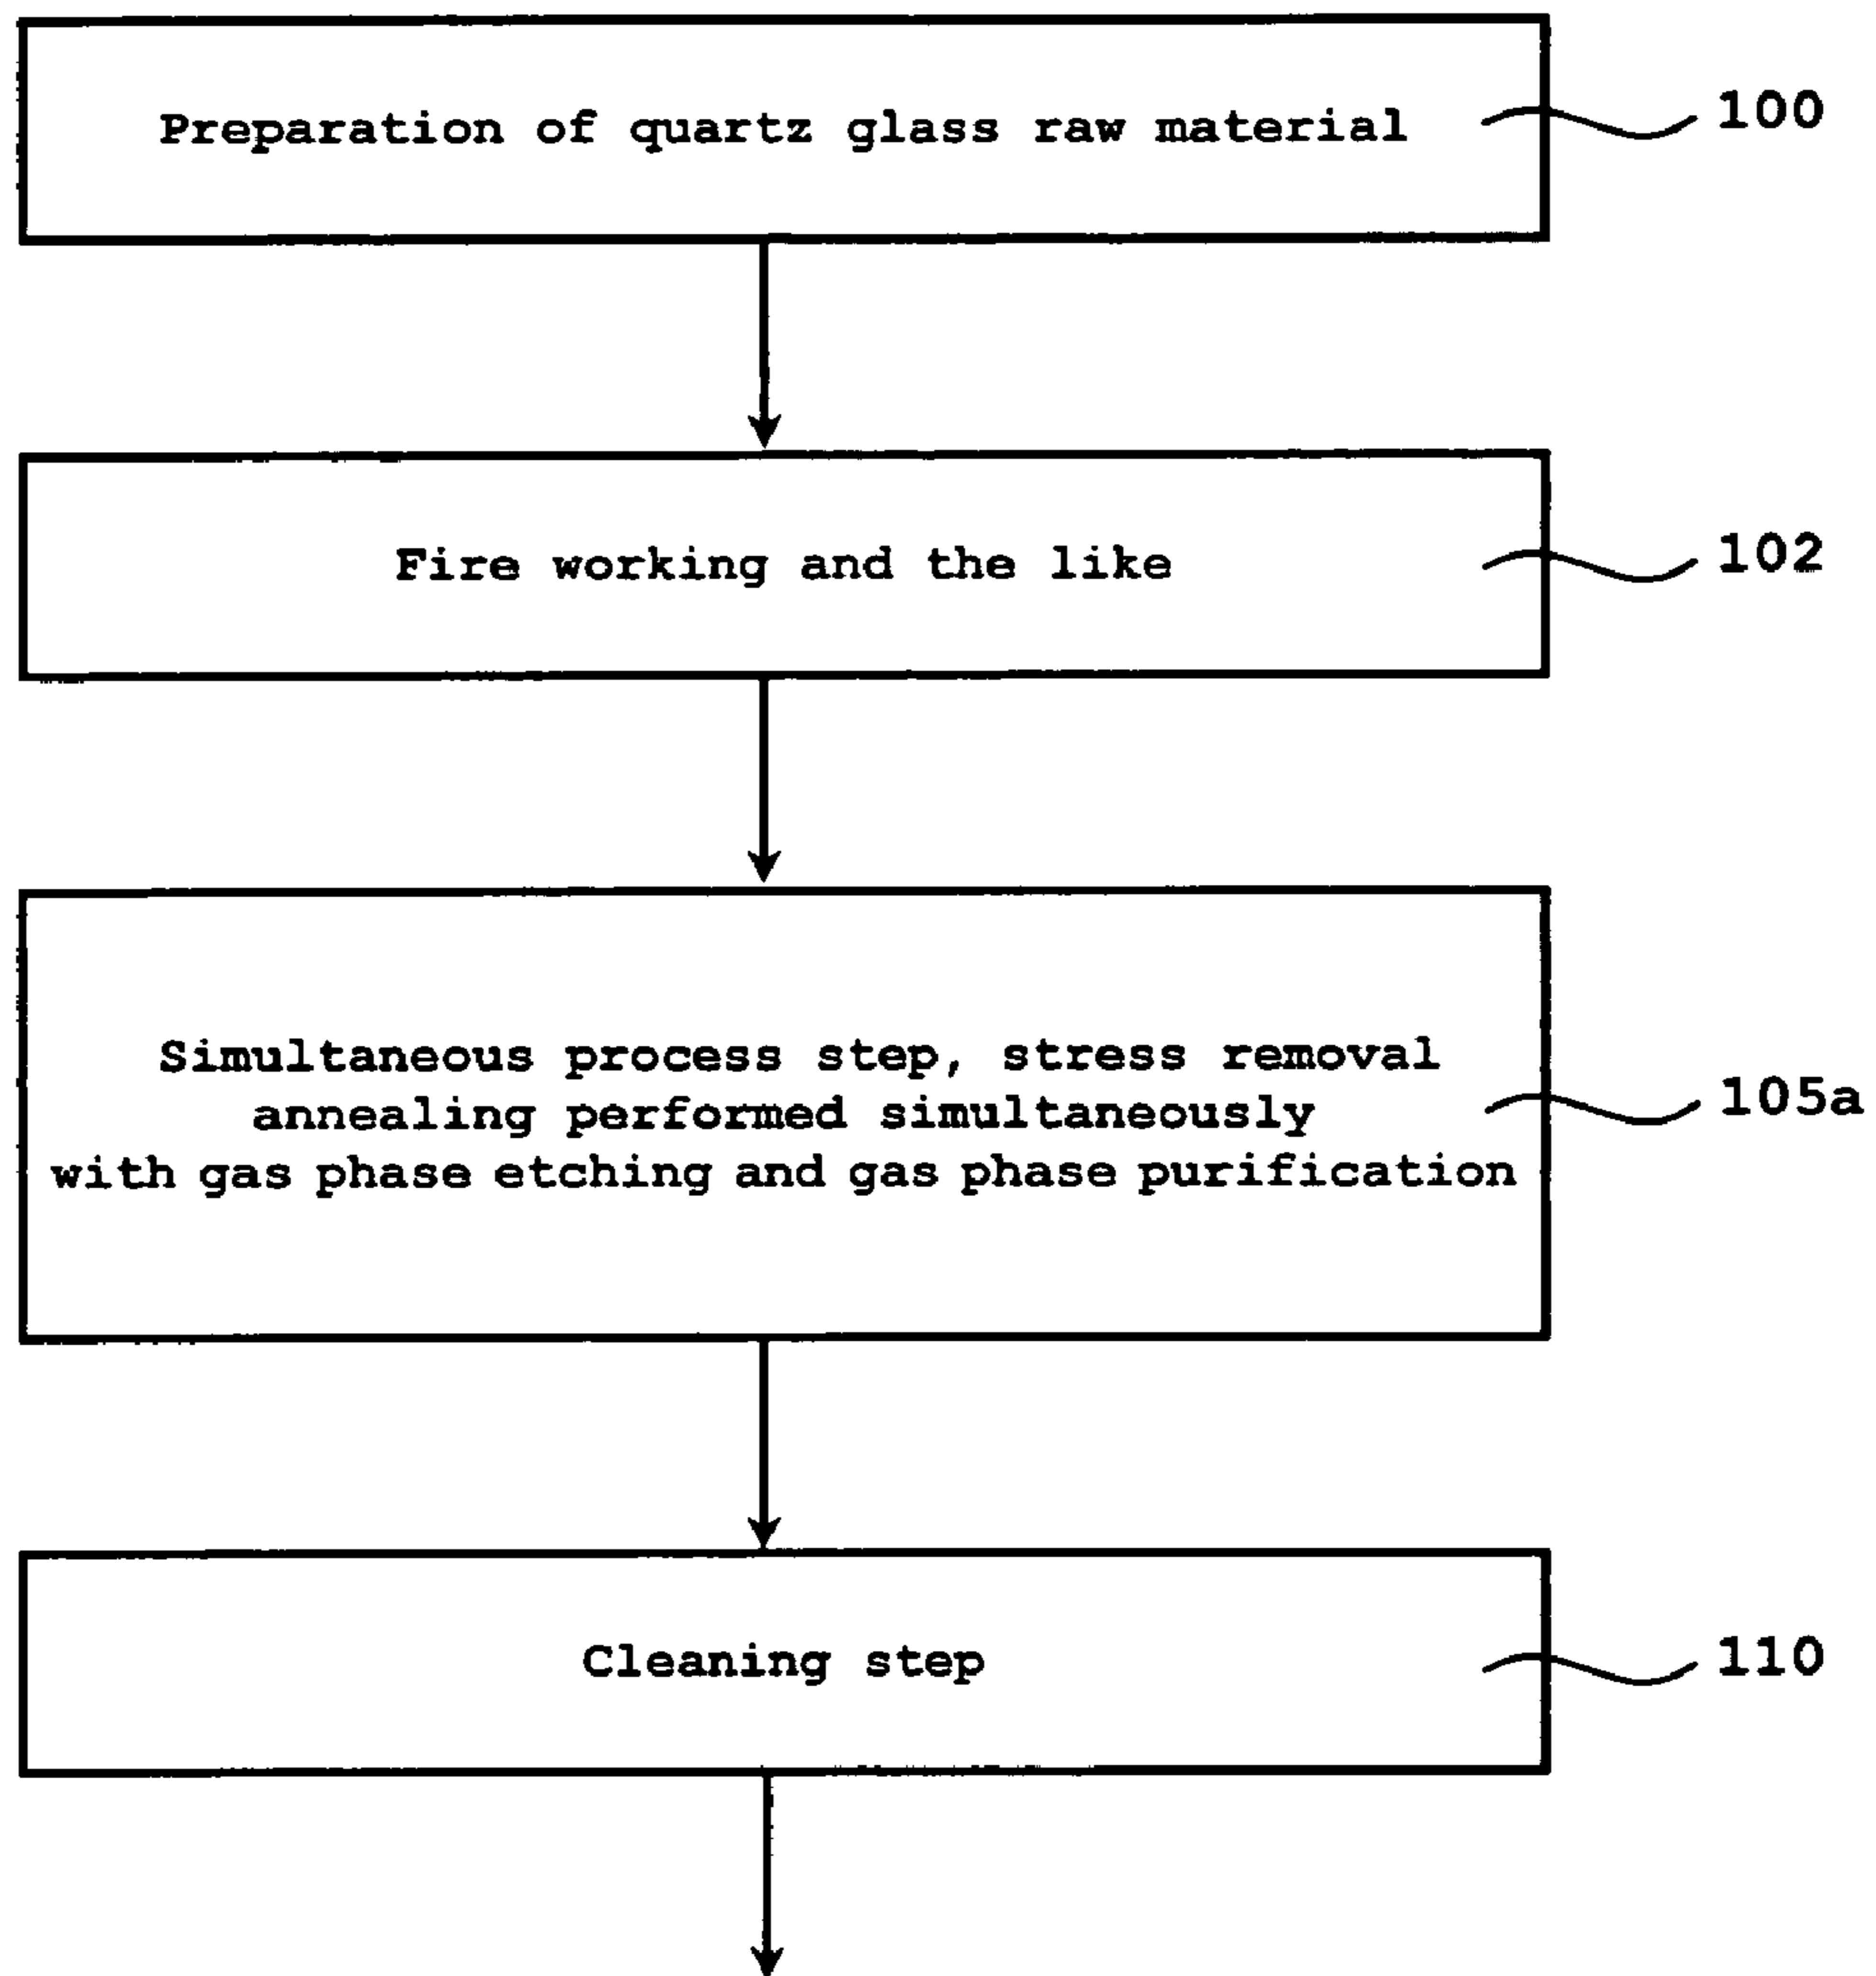 Preparation of quartz glass raw material
100
Fire working and the like
102
Simultaneous process step, stress removal
annealing performed simultaneously
with gas phase etching and gas phase purification
105a
Cleaning step
110